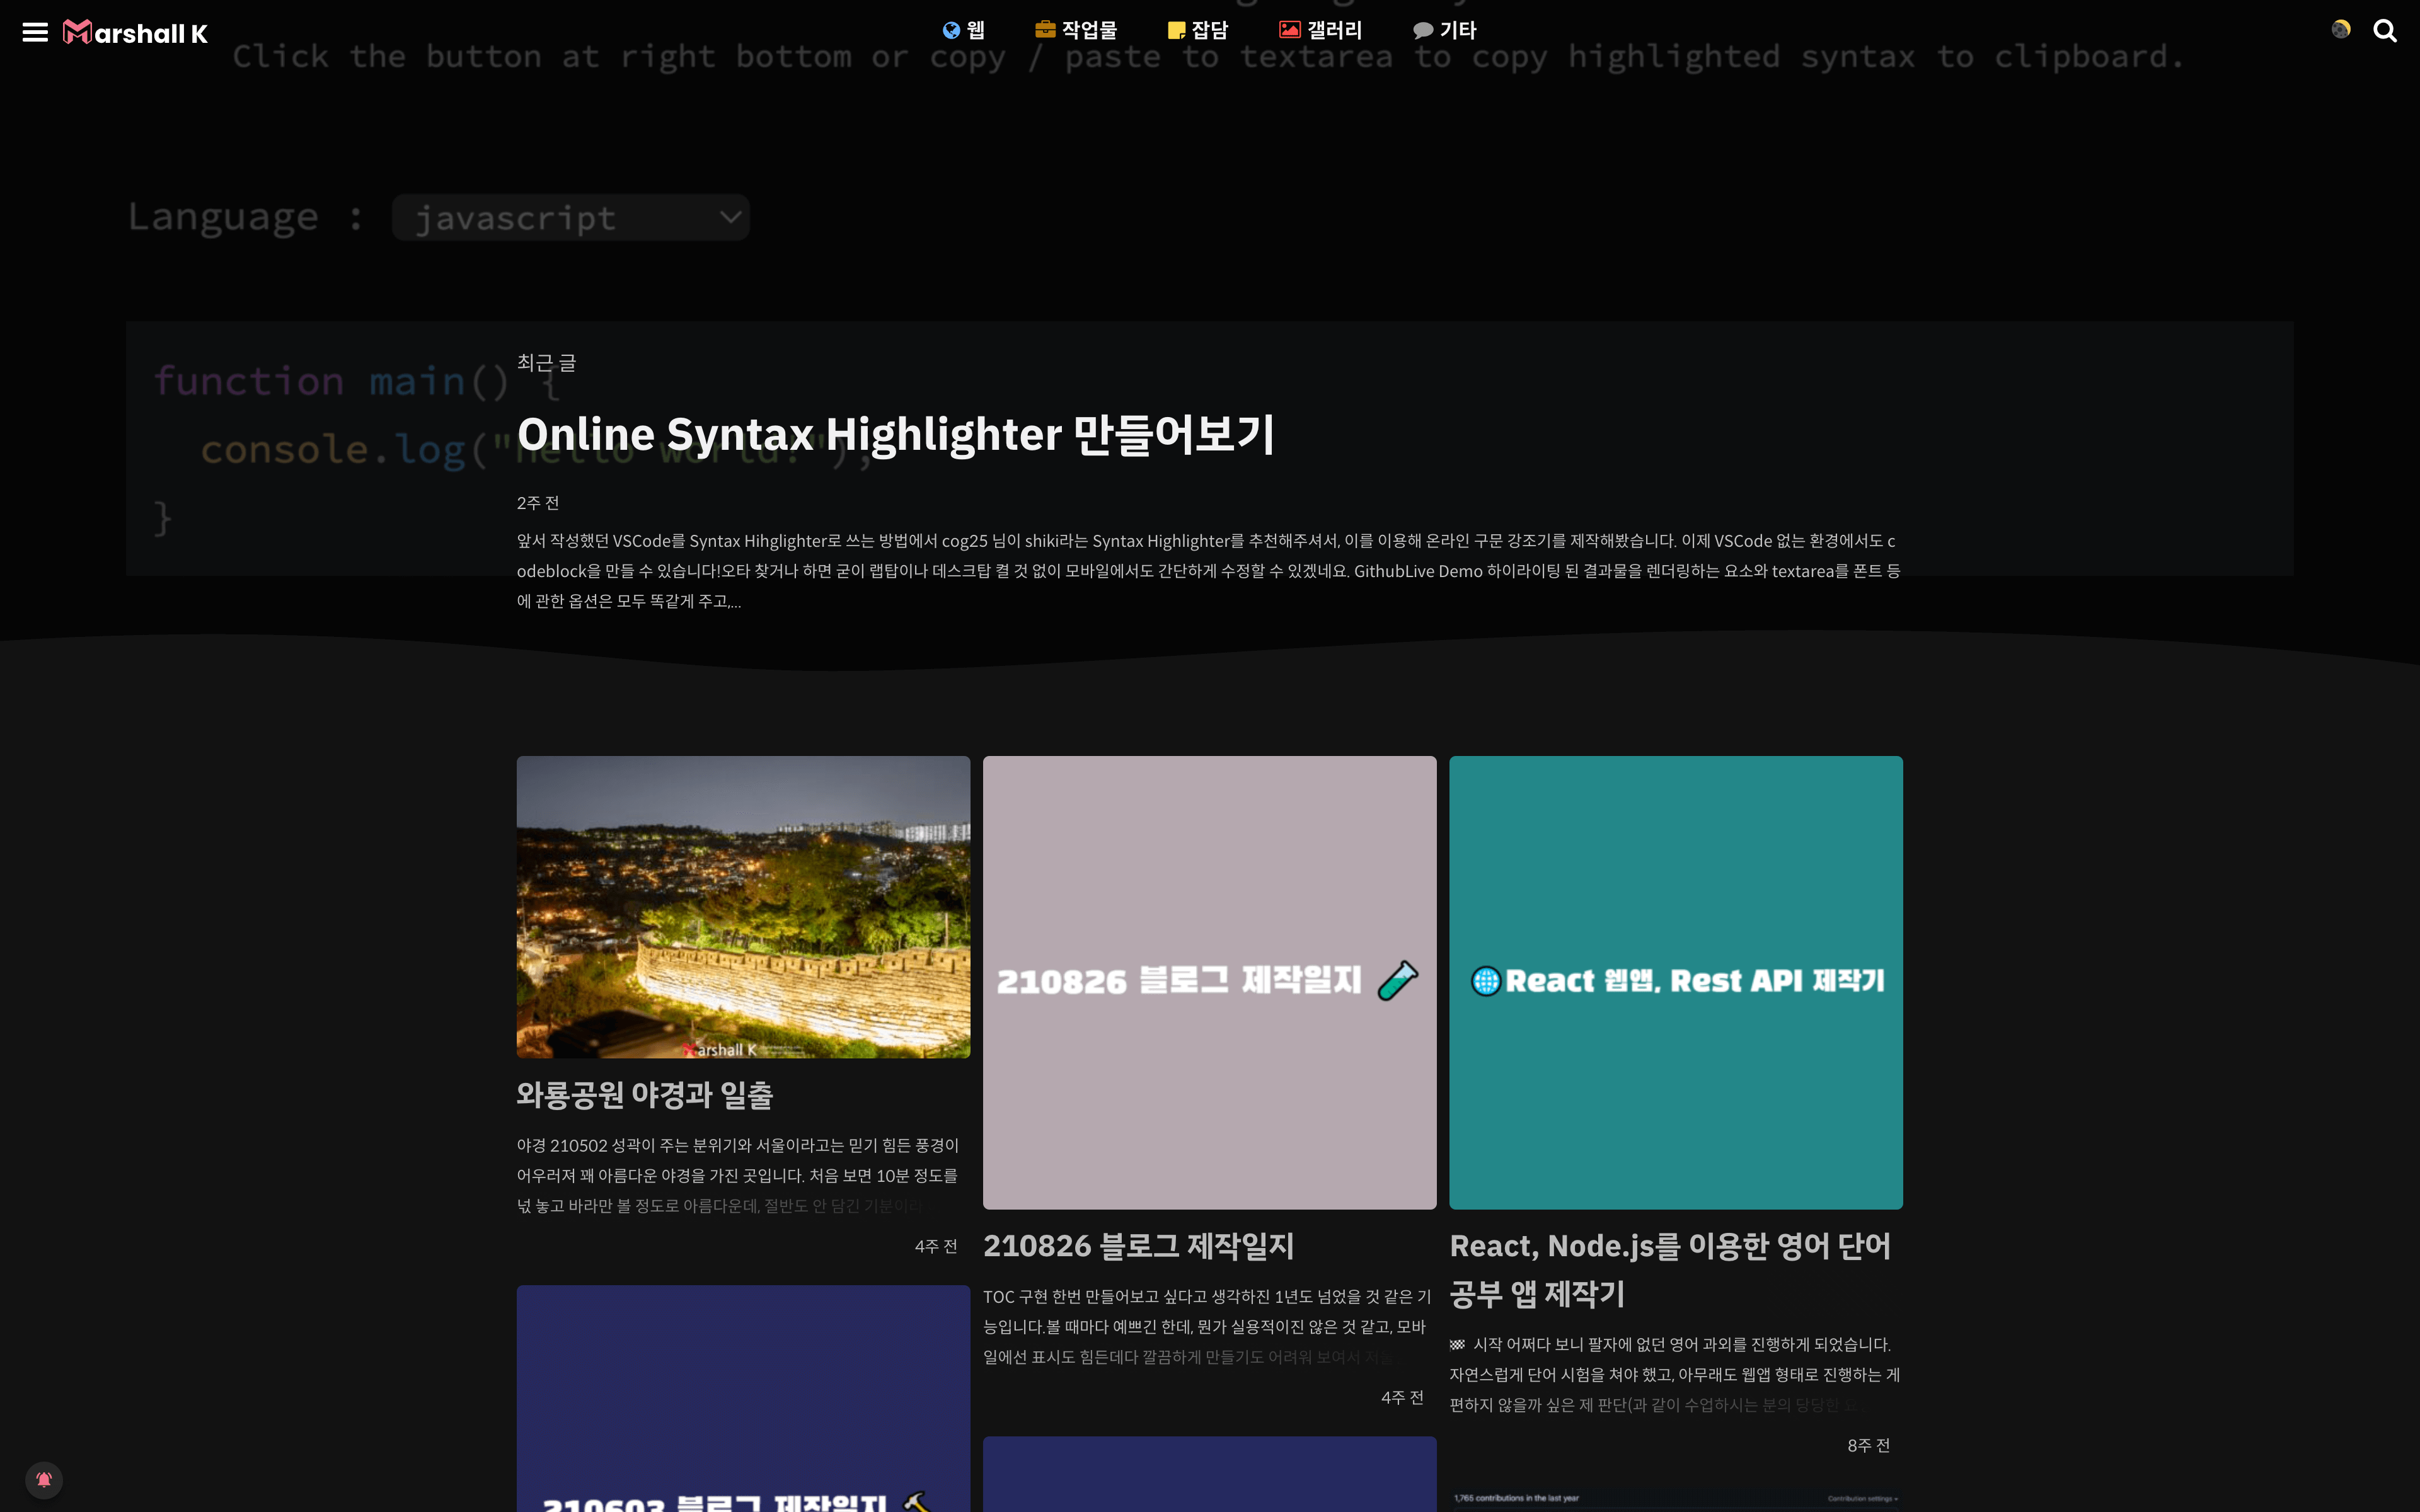 Marshall K
웹 작업물 잡담 갤러리 기타
Click the button at right bottom or copy / paste to textarea to copy highlighted syntax to clipboard.
Language : javascript
function main() {
console.log("hello world!");
}
최근 글
Online Syntax Highlighter 만들어보기
2주 전
앞서 작성했던 VSCode를 Syntax Hihglighter로 쓰는 방법에서 cog25 님이 shiki라는 Syntax Highlighter를 추천해주셔서, 이를 이용해 온라인 구문 강조기를 제작해봤습니다. 이제 VSCode 없는 환경에서도 c
odeblock을 만들 수 있습니다!오타 찾거나 하면 굳이 랩탑이나 데스크탑 켤 것 없이 모바일에서도 간단하게 수정할 수 있겠네요. GithubLive Demo 하이라이팅 된 결과물을 렌더링하는 요소와 textarea를 폰트 등
에 관한 옵션은 모두 똑같게 주고,...
Marshall K
와룡공원 야경과 일출
야경 210502 성곽이 주는 분위기와 서울이라고는 믿기 힘든 풍경이
어우러져 꽤 아름다운 야경을 가진 곳입니다. 처음 보면 10분 정도를
넋 놓고 바라만 볼 정도로 아름다운데, 절반도 안 담긴 기분이라
4주 전
210603 블로그 제작일지
210826 블로그 제작일지
210826 블로그 제작일지
TOC 구현 한번 만들어보고 싶다고 생각하진 1년도 넘었을 것 같은 기
능입니다.볼 때마다 예쁘긴 한데, 뭔가 실용적이진 않은 것 같고, 모바
일에선 표시도 힘든데다 깔끔하게 만들기도 어려워 보여서
4주 전
React 웹앱, Rest API 제작기
React, Node.js를 이용한 영어 단어
공부 앱 제작기
시작 어쩌다 보니 팔자에 없던 영어 과외를 진행하게 되었습니다.
자연스럽게 단어 시험을 쳐야 했고, 아무래도 웹앱 형태로 진행하는 게
편하지 않을까 싶은 제 판단(과 같이 수업하시는 분의 당당한
8주 전
1,765 contributions in the last year Contribution settings